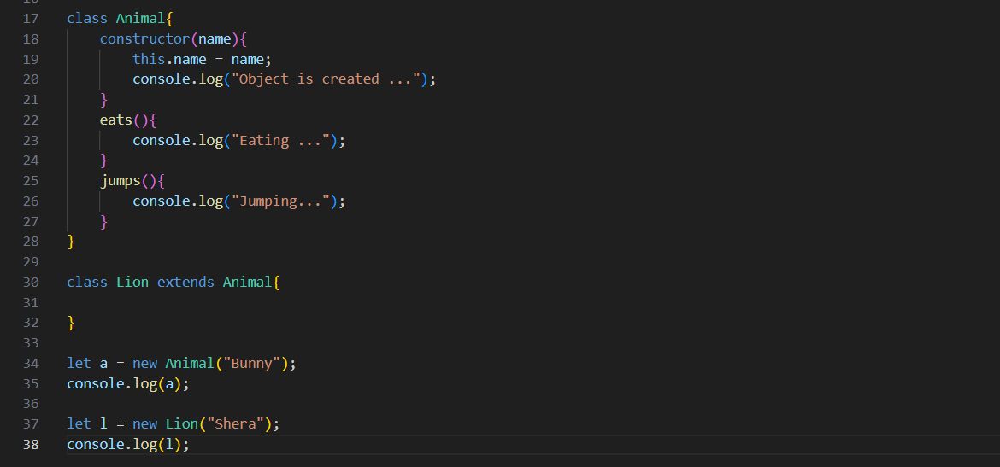 17 class Animal{
18     constructor(name){
19         this.name = name;
20         console.log("Object is created ...");
21     }
22     eats(){
23         console.log("Eating ...");
24     }
25     jumps(){
26         console.log("Jumping...");
27     }
28 }
29
30 class Lion extends Animal{
31
32 }
33
34 let a = new Animal("Bunny");
35 console.log(a);
36
37 let l = new Lion("Shera");
38 console.log(l);